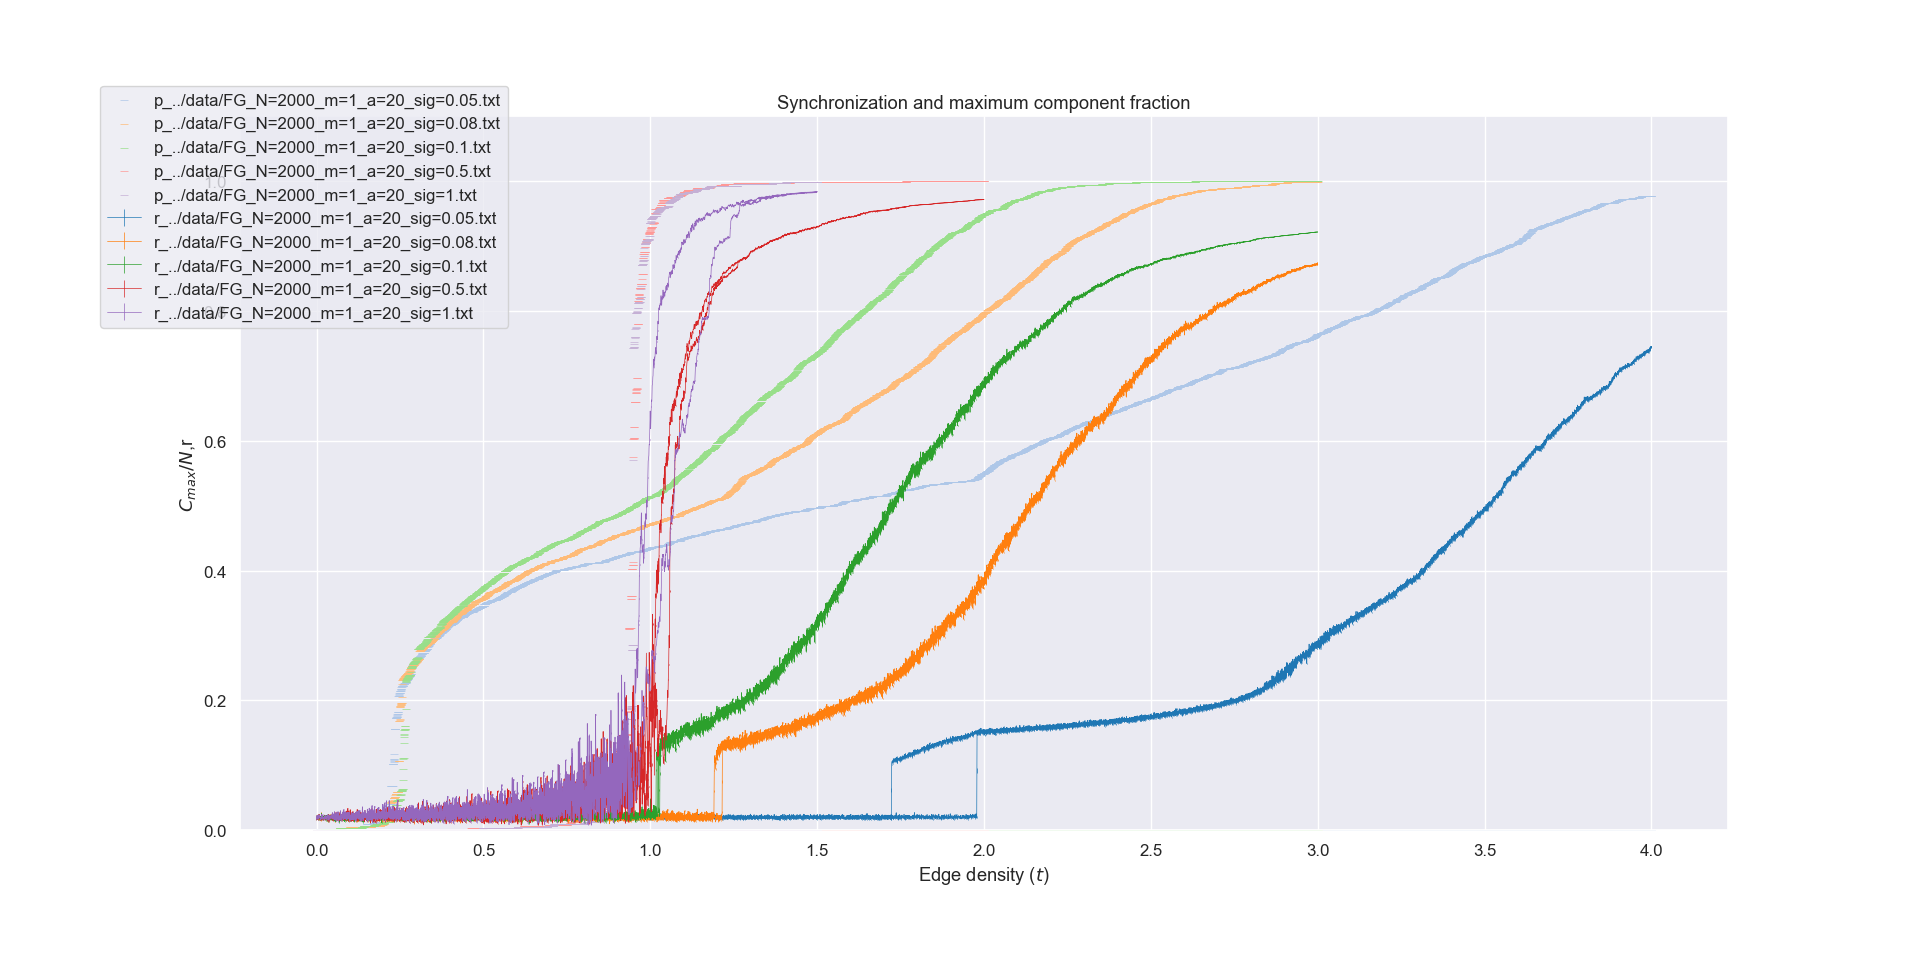 Synchronization and maximum component fraction
p_../data/FG_N=2000_m=1_a=20_sig=0.05.txt
p_../data/FG_N=2000_m=1_a=20_sig=0.08.txt
p_../data/FG_N=2000_m=1_a=20_sig=0.1.txt
p_../data/FG_N=2000_m=1_a=20_sig=0.5.txt
p_../data/FG_N=2000_m=1_a=20_sig=1.txt
r_../data/FG_N=2000_m=1_a=20_sig=0.05.txt
r_../data/FG_N=2000_m=1_a=20_sig=0.08.txt
r_../data/FG_N=2000_m=1_a=20_sig=0.1.txt
r_../data/FG_N=2000_m=1_a=20_sig=0.5.txt
r_../data/FG_N=2000_m=1_a=20_sig=1.txt
1.0
0.8
0.6
0.4
0.2
0.0
C_{max}/N,r
0.0 0.5 1.0 1.5 2.0 2.5 3.0 3.5 4.0
Edge density (t)